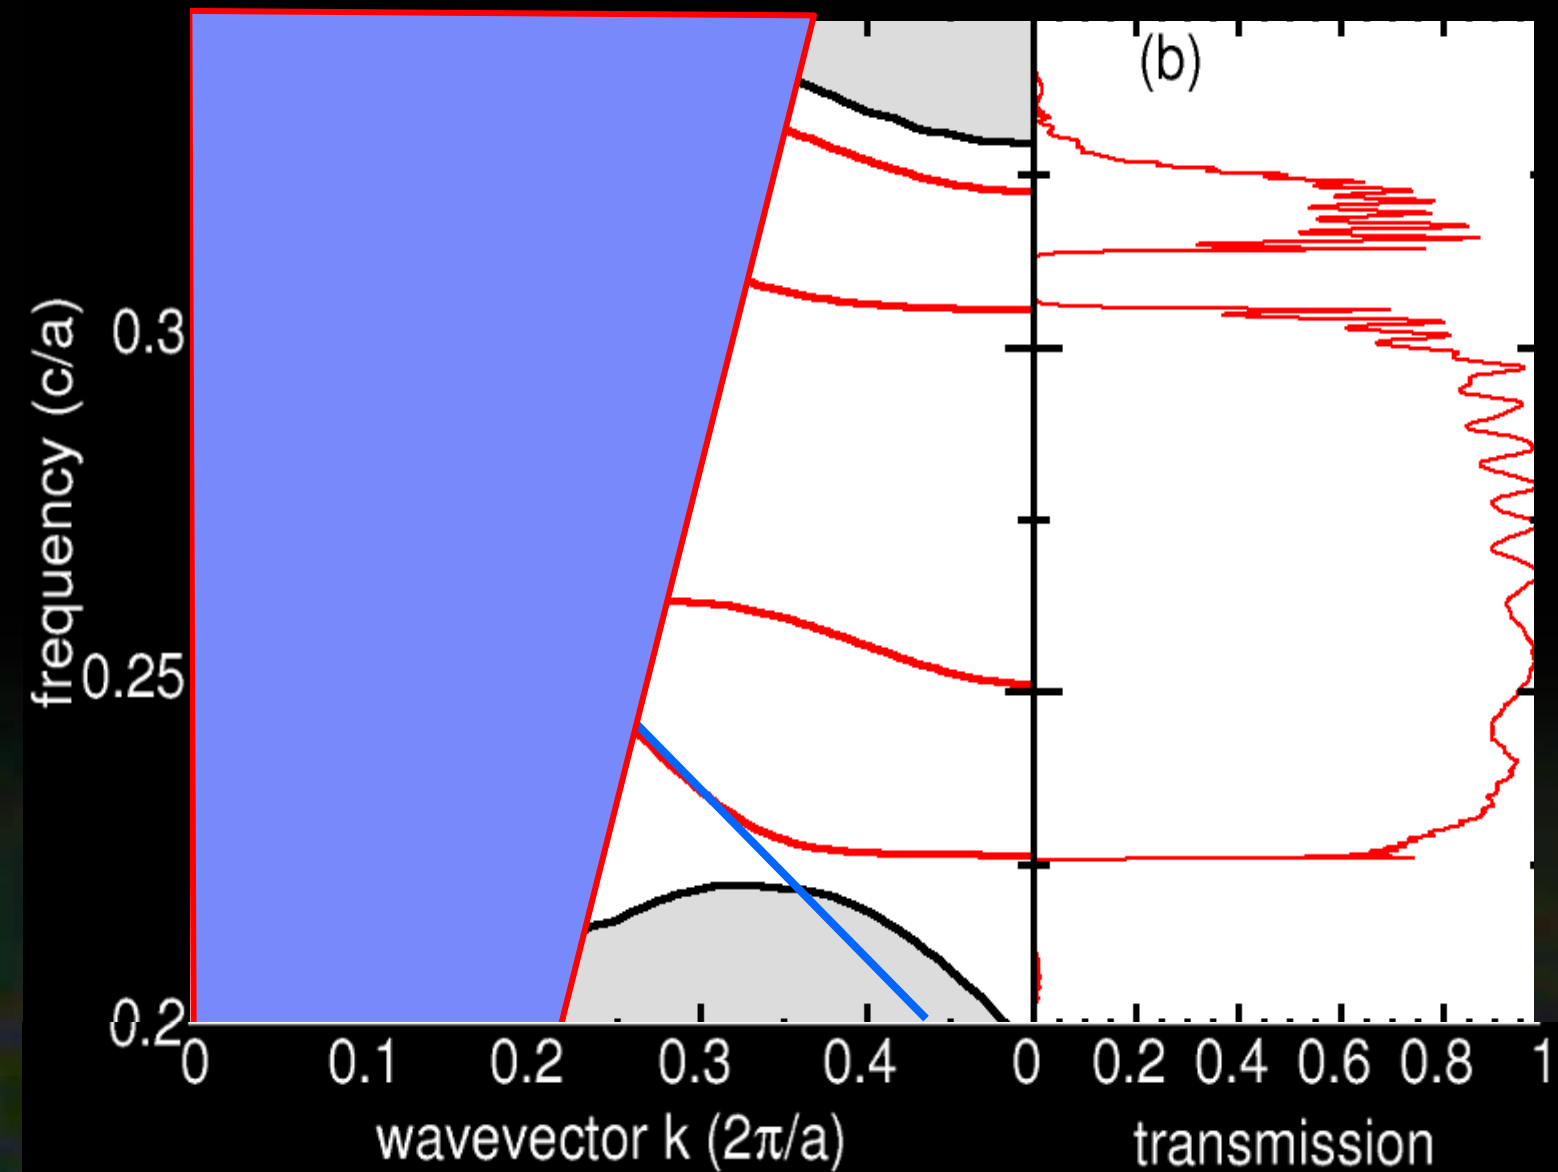 (b)
frequency (c/a)
0.3
0.25
0.2
0 0.1 0.2 0.3 0.4 0 0.2 0.4 0.6 0.8 1
wavevector k (2π/a)
transmission